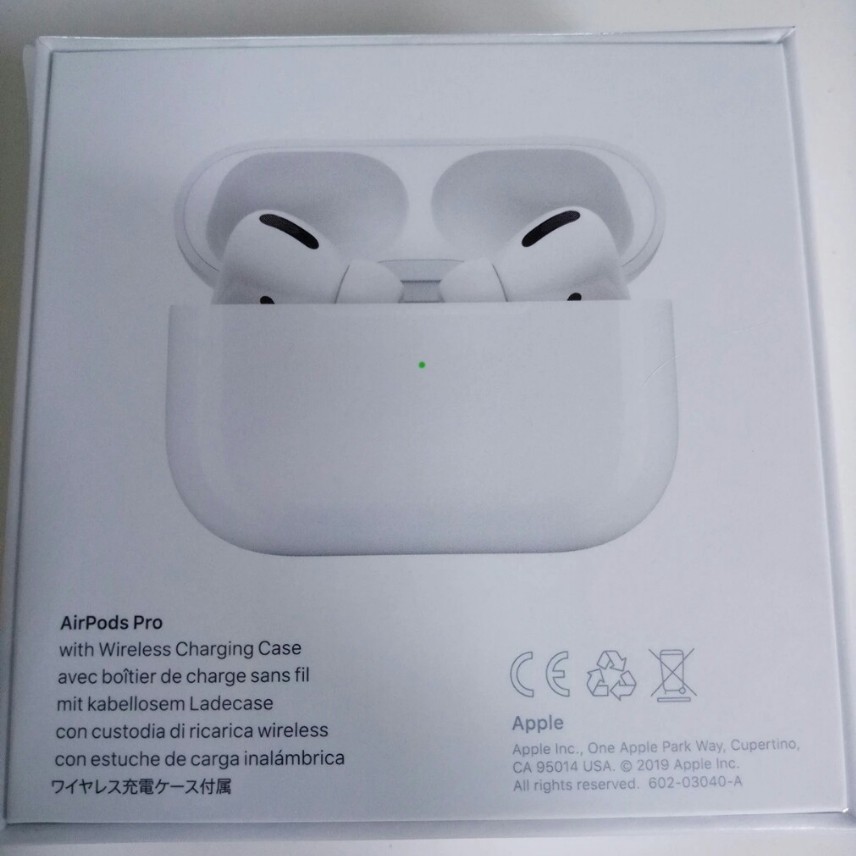 AirPods Pro
with Wireless Charging Case
avec boîtier de charge sans fil
mit kabellosem Ladecase
con custodia di ricarica wireless
con estuche de carga inalámbrica
ワイヤレス充電ケース付属
CE
Apple
Apple Inc., One Apple Park Way, Cupertino,
CA 95014 USA. © 2019 Apple Inc.
All rights reserved. 602-03040-A